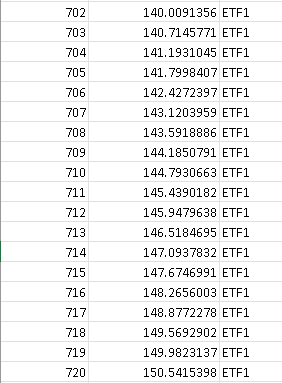 702 140.0091356 ETF1
703 140.7145771 ETF1
704 141.1931045 ETF1
705 141.7998407 ETF1
706 142.4272397 ETF1
707 143.1203959 ETF1
708 143.5918886 ETF1
709 144.1850791 ETF1
710 144.7930663 ETF1
711 145.4390182 ETF1
712 145.9479638 ETF1
713 146.5184695 ETF1
714 147.0937832 ETF1
715 147.6746991 ETF1
716 148.2656003 ETF1
717 148.8772278 ETF1
718 149.5692902 ETF1
719 149.9823137 ETF1
720 150.5415398 ETF1